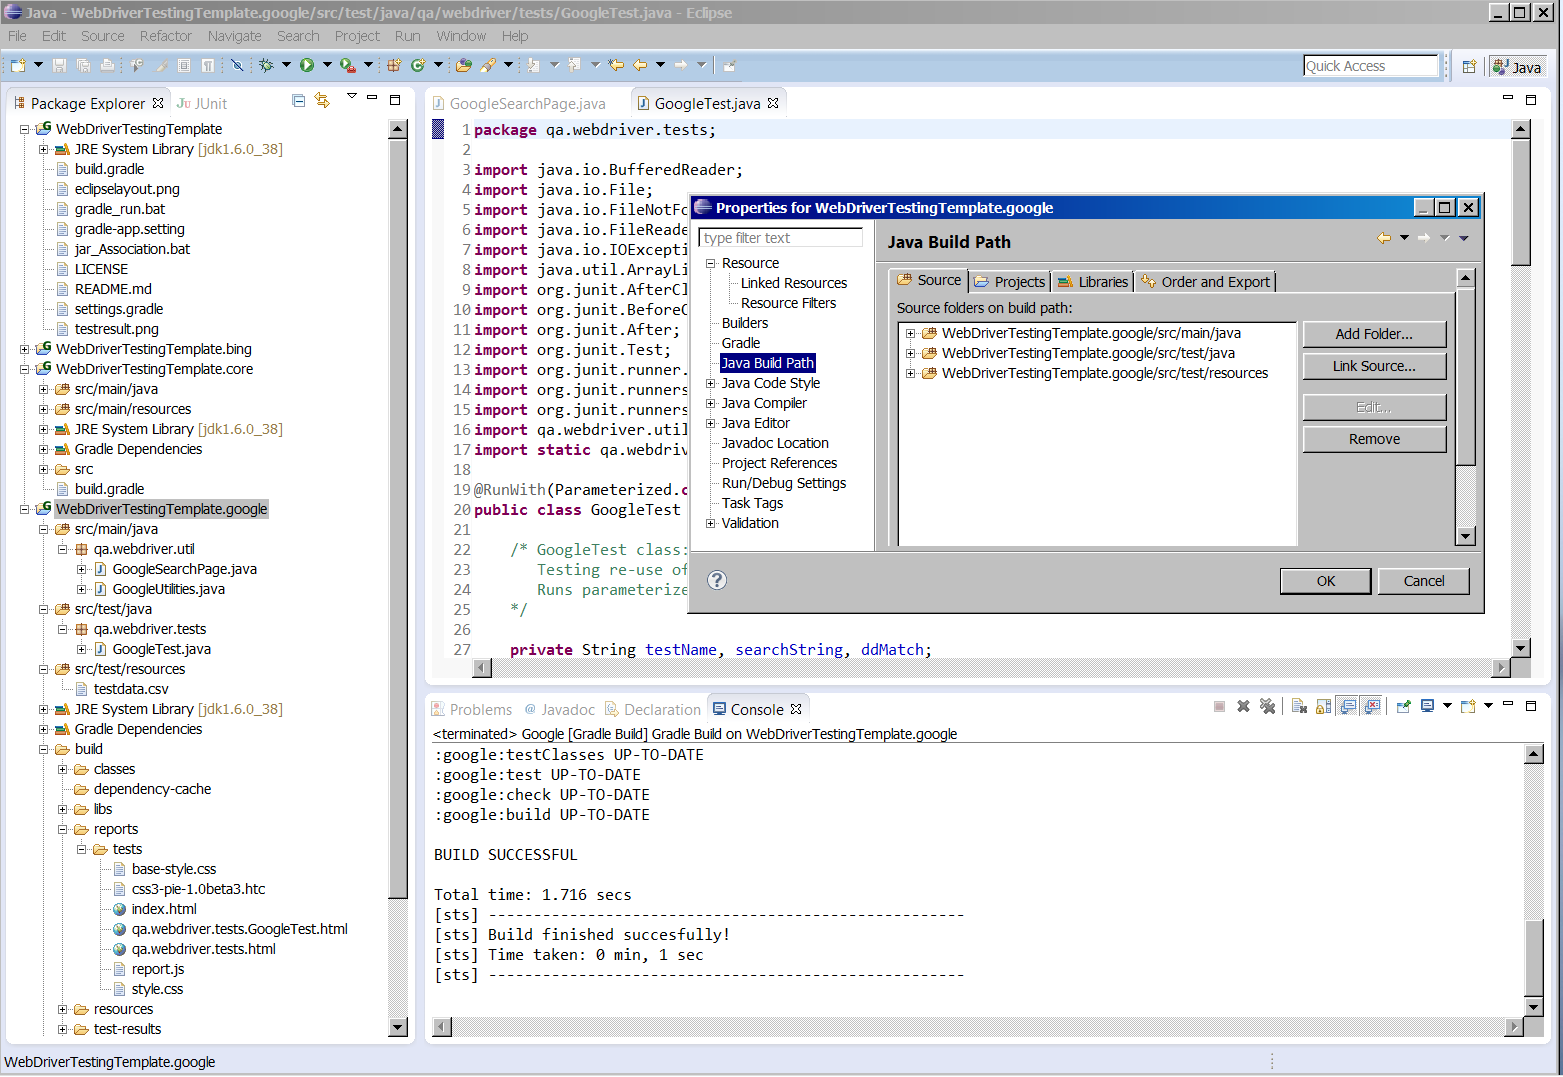 Java - WebDriverTestingTemplate.google/src/test/java/qa/webdriver/tests/GoogleTest.java - Eclipse
File Edit Source Refactor Navigate Search Project Run Window Help
Quick Access
Java
Package Explorer
JUnit
WebDriverTestingTemplate
JRE System Library [jdk1.6.0_38]
build.gradle
eclipselayout.png
gradle_run.bat
gradle-app.setting
jar_Association.bat
LICENSE
README.md
settings.gradle
testresult.png
WebDriverTestingTemplate.bing
WebDriverTestingTemplate.core
src/main/java
src/main/resources
JRE System Library [jdk1.6.0_38]
Gradle Dependencies
src
build.gradle
WebDriverTestingTemplate.google
src/main/java
qa.webdriver.util
GoogleSearchPage.java
GoogleUtilities.java
src/test/java
qa.webdriver.tests
GoogleTest.java
src/test/resources
testdata.csv
JRE System Library [jdk1.6.0_38]
Gradle Dependencies
build
classes
dependency-cache
libs
reports
tests
base-style.css
css3-pie-1.0beta3.htc
index.html
qa.webdriver.tests.GoogleTest.html
qa.webdriver.tests.html
report.js
style.css
resources
test-results
GoogleSearchPage.java
GoogleTest.java
1 package qa.webdriver.tests;
2
3 import java.io.BufferedReader;
4 import java.io.File;
5 import java.io.FileNotFo
6 import java.io.FileReade
7 import java.io.IOExcepti
8 import java.util.ArrayLi
9 import org.junit.AfterCl
10 import org.junit.BeforeC
11 import org.junit.After;
12 import org.junit.Test;
13 import org.junit.runner.
14 import org.junit.runners
15 import org.junit.runners
16 import qa.webdriver.util
17 import static qa.webdriv
18
19 @RunWith(Parameterized.c
20 public class GoogleTest
21
22 /* GoogleTest class:
23 Testing re-use of
24 Runs parameterize
25 */
26
27 private String testName, searchString, ddMatch;
Properties for WebDriverTestingTemplate.google
type filter text
Resource
Linked Resources
Resource Filters
Builders
Gradle
Java Build Path
Java Code Style
Java Compiler
Java Editor
Javadoc Location
Project References
Run/Debug Settings
Task Tags
Validation
Java Build Path
Source Projects Libraries Order and Export
Source folders on build path:
WebDriverTestingTemplate.google/src/main/java
WebDriverTestingTemplate.google/src/test/java
WebDriverTestingTemplate.google/src/test/resources
Add Folder...
Link Source...
Edit...
Remove
?
OK
Cancel
Problems @ Javadoc Declaration Console
<terminated> Google [Gradle Build] Gradle Build on WebDriverTestingTemplate.google
:google:testClasses UP-TO-DATE
:google:test UP-TO-DATE
:google:check UP-TO-DATE
:google:build UP-TO-DATE
BUILD SUCCESSFUL
Total time: 1.716 secs
[sts] -----------------------------------------------------
[sts] Build finished succesfully!
[sts] Time taken: 0 min, 1 sec
[sts] -----------------------------------------------------
WebDriverTestingTemplate.google